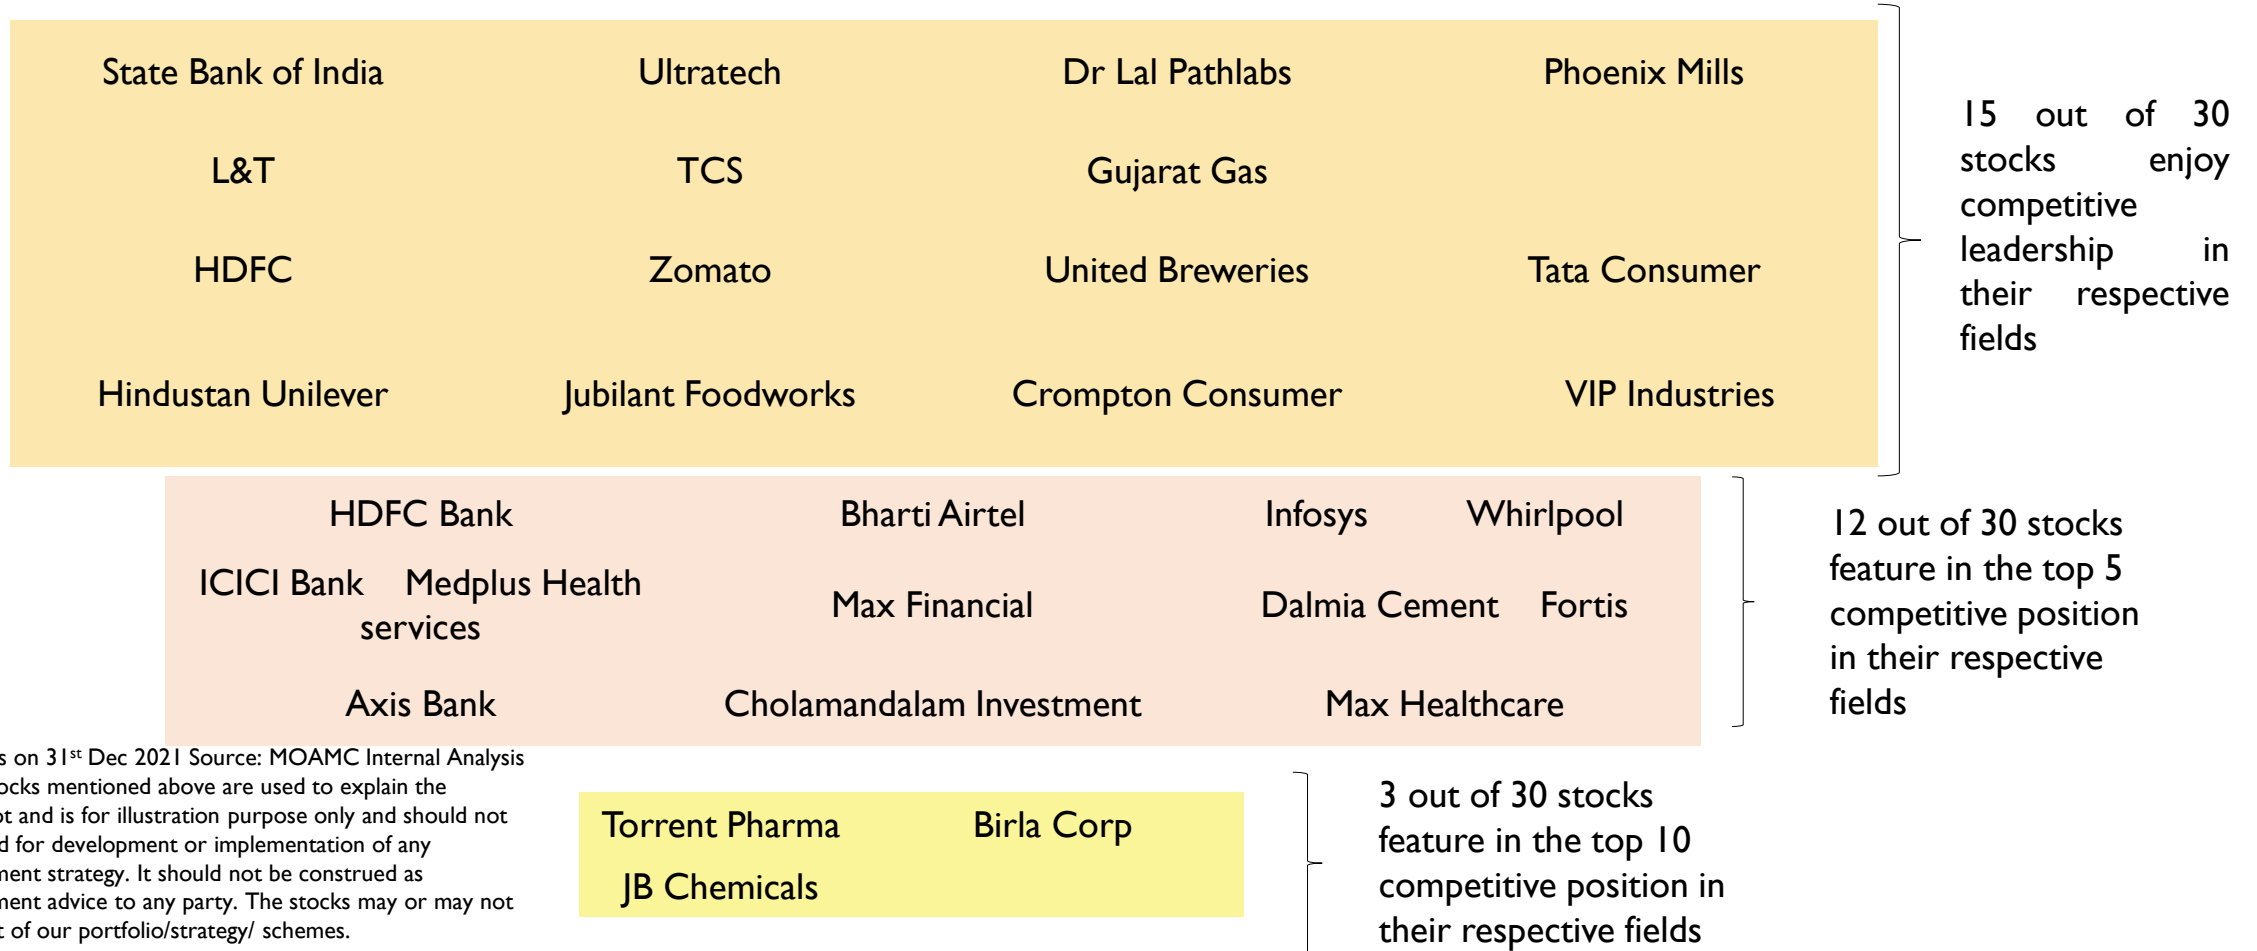 State Bank of India Ultratech Dr Lal Pathlabs Phoenix Mills
L&T TCS Gujarat Gas
HDFC Zomato United Breweries Tata Consumer
Hindustan Unilever Jubilant Foodworks Crompton Consumer VIP Industries
15 out of 30
stocks enjoy
competitive
leadership in
their respective
fields
HDFC Bank Bharti Airtel Infosys Whirlpool
ICICI Bank Medplus Health
services
Max Financial Dalmia Cement Fortis
Axis Bank Cholamandalam Investment Max Healthcare
12 out of 30 stocks
feature in the top 5
competitive position
in their respective
fields
s on 31st Dec 2021 Source: MOAMC Internal Analysis
ocks mentioned above are used to explain the
pt and is for illustration purpose only and should not
d for development or implementation of any
ment strategy. It should not be construed as
ment advice to any party. The stocks may or may not
t of our portfolio/strategy/ schemes.
Torrent Pharma Birla Corp
JB Chemicals
3 out of 30 stocks
feature in the top 10
competitive position in
their respective fields